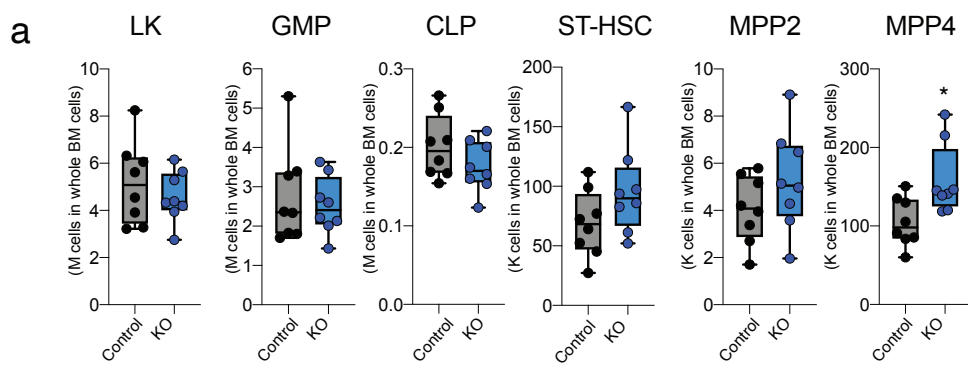 a
LK
GMP
CLP
ST-HSC
MPP2
MPP4
(M cells in whole BM cells)
10
8
6
4
2
0
Control
KO
(M cells in whole BM cells)
6
5
4
3
2
1
0
Control
KO
(M cells in whole BM cells)
0.3
0.2
0.1
0.0
Control
KO
(K cells in whole BM cells)
200
150
100
50
0
Control
KO
(K cells in whole BM cells)
10
8
6
4
2
0
Control
KO
(K cells in whole BM cells)
300
200
100
0
*
Control
KO